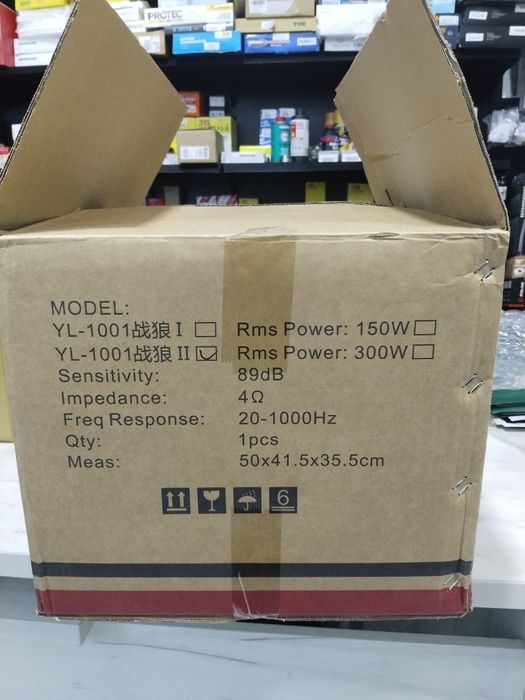 PROTEC
MODEL:
YL-1001战狼Ⅰ Rms Power: 150W
YL-1001战狼Ⅱ Rms Power: 300W
Sensitivity: 89dB
Impedance: 4Ω
Freq Response: 20-1000Hz
Qty: 1pcs
Meas: 50x41.5x35.5cm
6